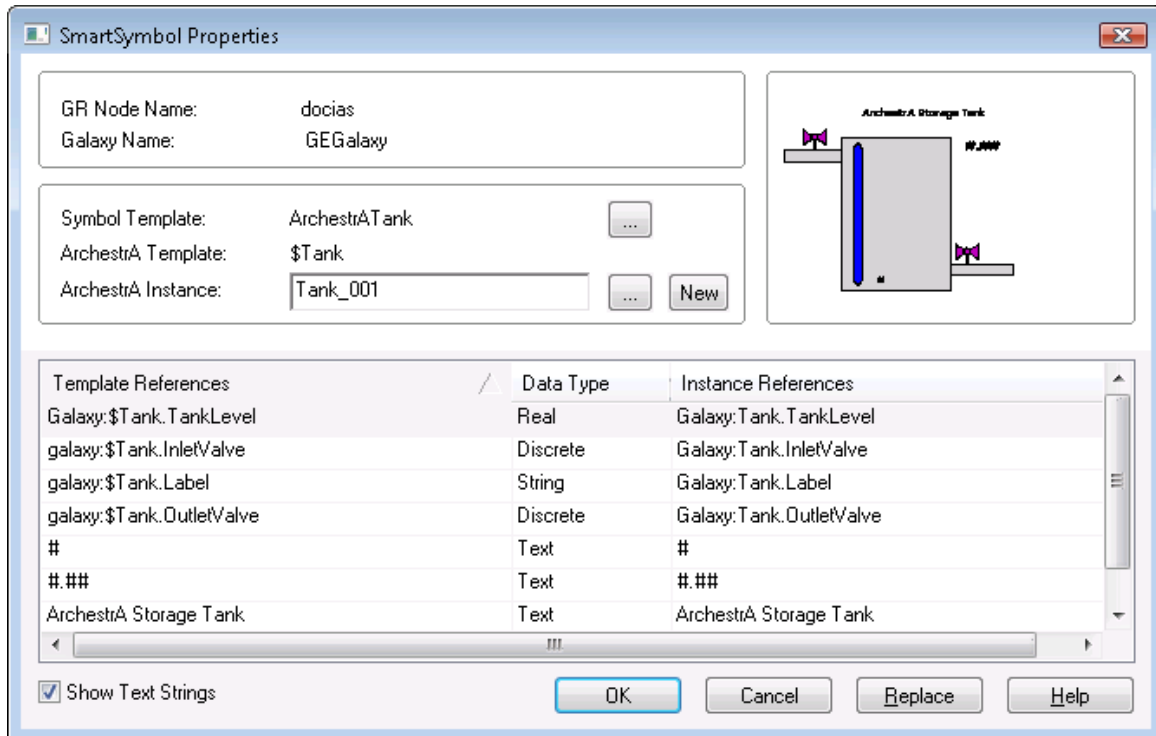 SmartSymbol Properties
GR Node Name: docias
Galaxy Name: GEGalaxy
ArchestrA Storage Tank
#.###
#
Symbol Template: ArchestrATank ...
ArchestrA Template: $Tank
ArchestrA Instance: Tank_001 ... New
Template References Data Type Instance References
Galaxy:$Tank.TankLevel Real Galaxy:Tank.TankLevel
galaxy:$Tank.InletValve Discrete Galaxy:Tank.InletValve
galaxy:$Tank.Label String Galaxy:Tank.Label
galaxy:$Tank.OutletValve Discrete Galaxy:Tank.OutletValve
# Text #
#.## Text #.##
ArchestrA Storage Tank Text ArchestrA Storage Tank
Show Text Strings OK Cancel Replace Help